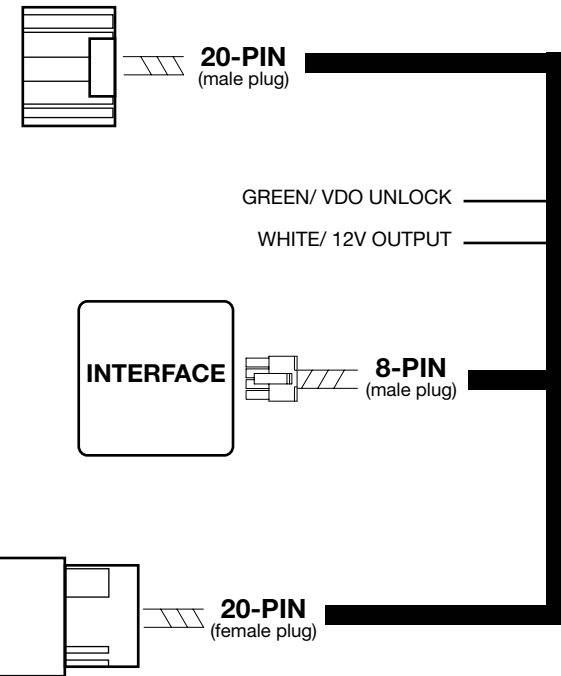 20-PIN
(male plug)
GREEN/ VDO UNLOCK
WHITE/ 12V OUTPUT
INTERFACE
8-PIN
(male plug)
20-PIN
(female plug)